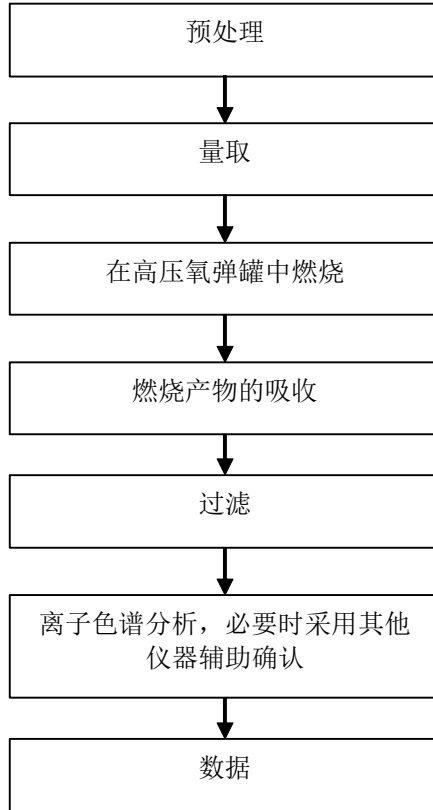 预处理
量取
在高压氧弹罐中燃烧
燃烧产物的吸收
过滤
离子色谱分析，必要时采用其他
仪器辅助确认
数据